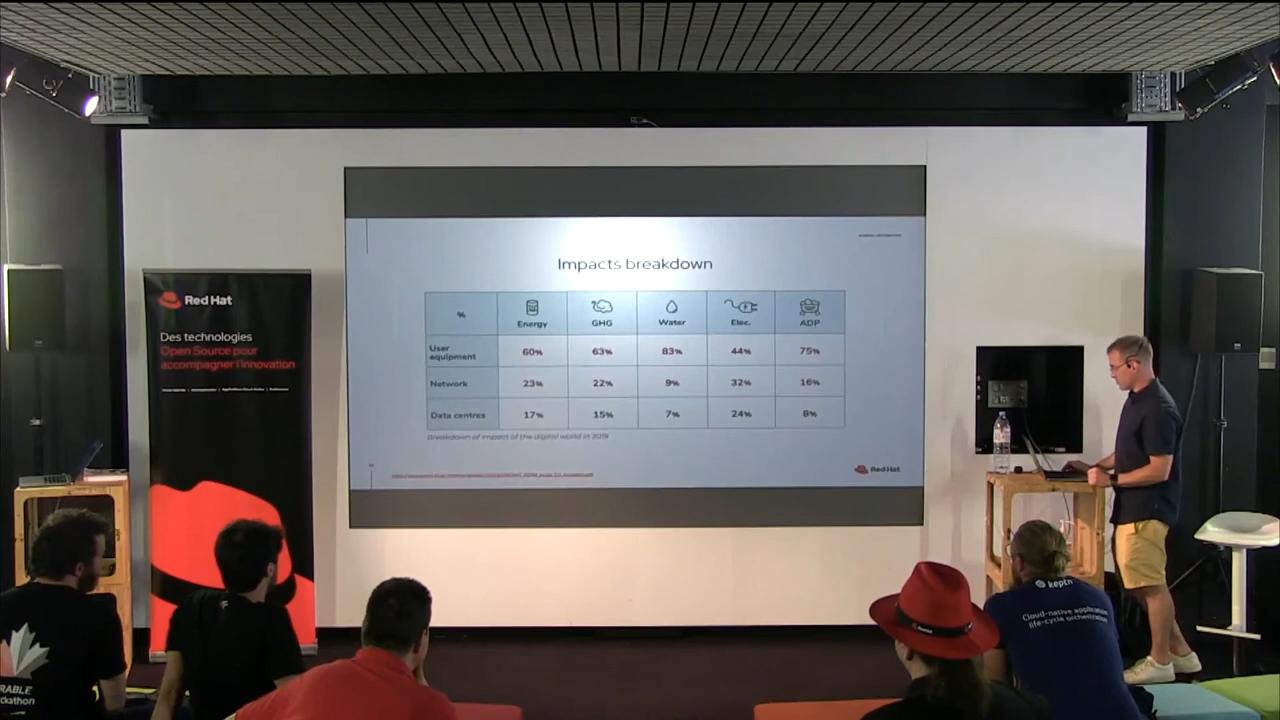 Impacts breakdown
%
Energy
GHG
Water
Elec.
ADP
User equipment
60%
63%
83%
44%
75%
Network
23%
22%
9%
32%
16%
Data centres
17%
15%
7%
24%
8%
Breakdown of impact of the digital world in 2019
Red Hat
Red Hat
Des technologies
Open Source pour
accompagner l'innovation
RABLE
ckathon
keptn
Cloud-native application
life-cycle orchestration